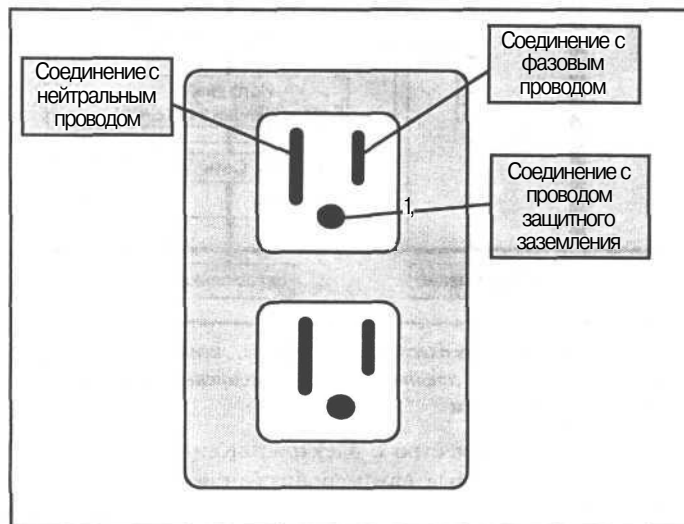 Соединение с
нейтральным
проводом
Соединение с
фазовым
проводом
Соединение с
проводом
защитного
заземления
1,